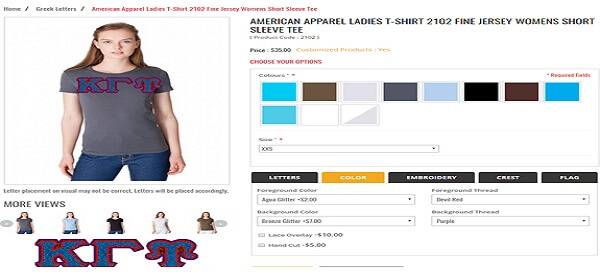 Home / Greek Letters / American Apparel Ladies T-Shirt 2102 Fine Jersey Womens Short Sleeve Tee
AMERICAN APPAREL LADIES T-SHIRT 2102 FINE JERSEY WOMENS SHORT
SLEEVE TEE
( Product Code : 2102 )
Price : $35.00 Customized Products : Yes
CHOOSE YOUR OPTIONS
Colours * *
* Required Fields
Size * *
XXS
LETTERS COLOR EMBROIDERY CREST FLAG
Foreground Color Foreground Thread
Aqua Glitter +$2.00 Devil Red
Background Color Background Thread
Bronze Glitter +$7.00 Purple
Lace Overlay +$10.00
Hand Cut +$5.00
ΚΓΤ
Letter placement on visual may not be correct. Letters will be placed accordingly.
MORE VIEWS
ΚΓΤ